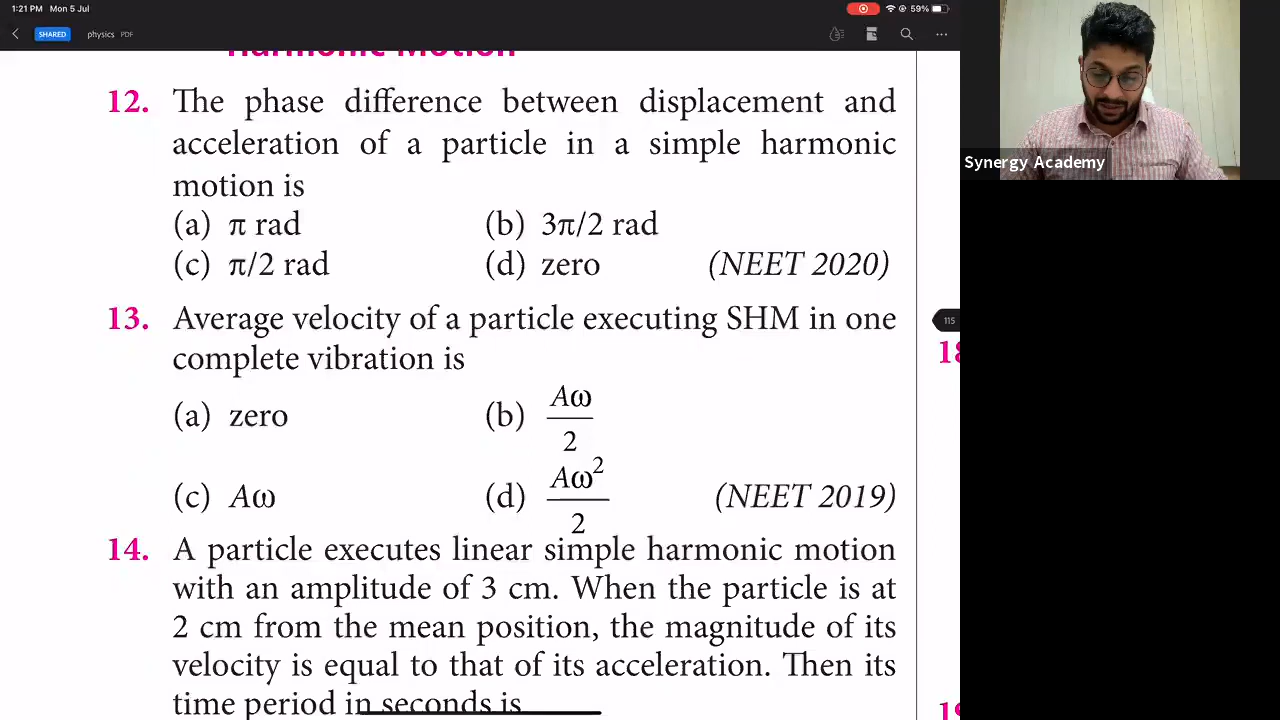 1:21 PM Mon 5 Jul
59%
SHARED
physics PDF
Harmonic Motion
12. The phase difference between displacement and
acceleration of a particle in a simple harmonic
motion is
(a) π rad (b) 3π/2 rad
(c) π/2 rad (d) zero (NEET 2020)
13. Average velocity of a particle executing SHM in one
complete vibration is
(a) zero (b) Aω/2
(c) Aω (d) Aω²/2 (NEET 2019)
14. A particle executes linear simple harmonic motion
with an amplitude of 3 cm. When the particle is at
2 cm from the mean position, the magnitude of its
velocity is equal to that of its acceleration. Then its
time period in seconds is
115
Synergy Academy